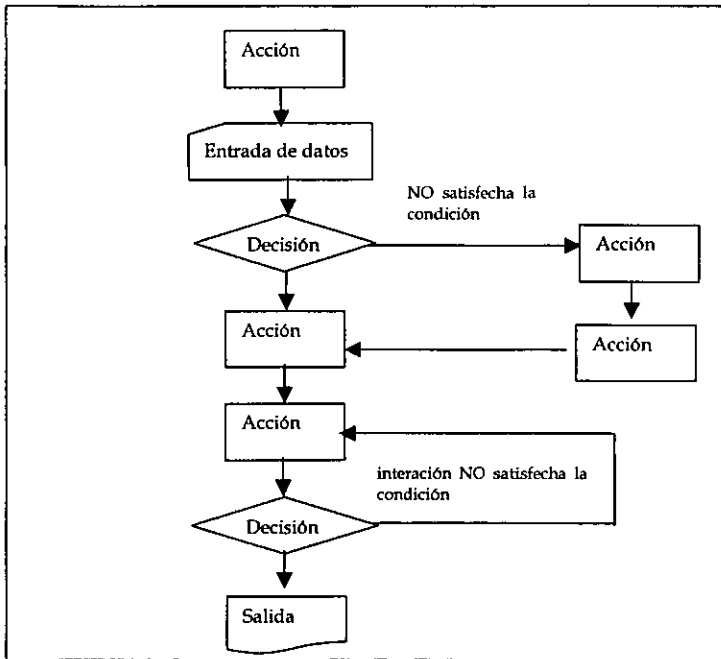 Acción
Entrada de datos
NO satisfecha la
condición
Decisión
Acción
Acción
Acción
Acción
interación NO satisfecha la
condición
Decisión
Salida